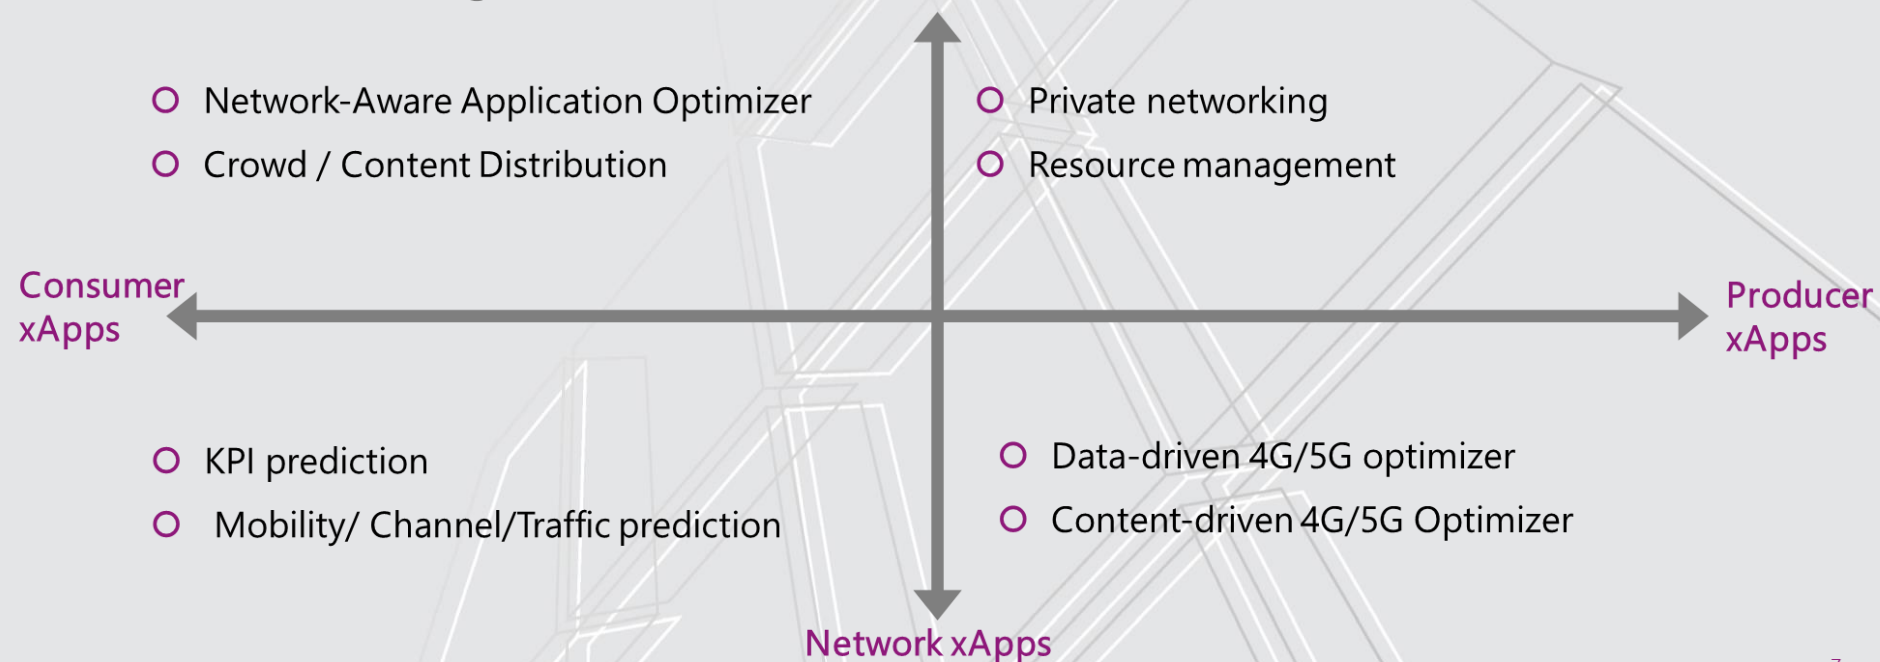 Network-Aware Application Optimizer
Crowd / Content Distribution
Private networking
Resource management
Consumer
xApps
Producer
xApps
KPI prediction
Mobility/ Channel/Traffic prediction
Data-driven 4G/5G optimizer
Content-driven 4G/5G Optimizer
Network xApps